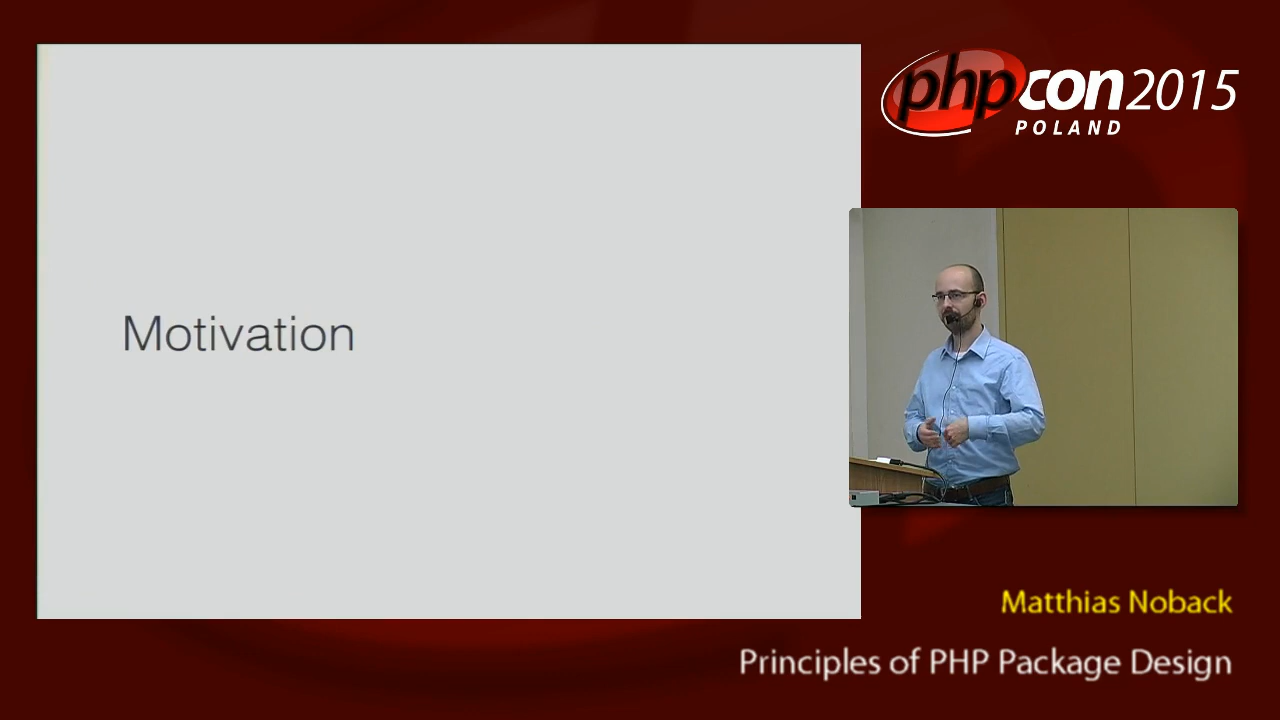 Motivation
phpcon2015
POLAND
Matthias Noback
Principles of PHP Package Design